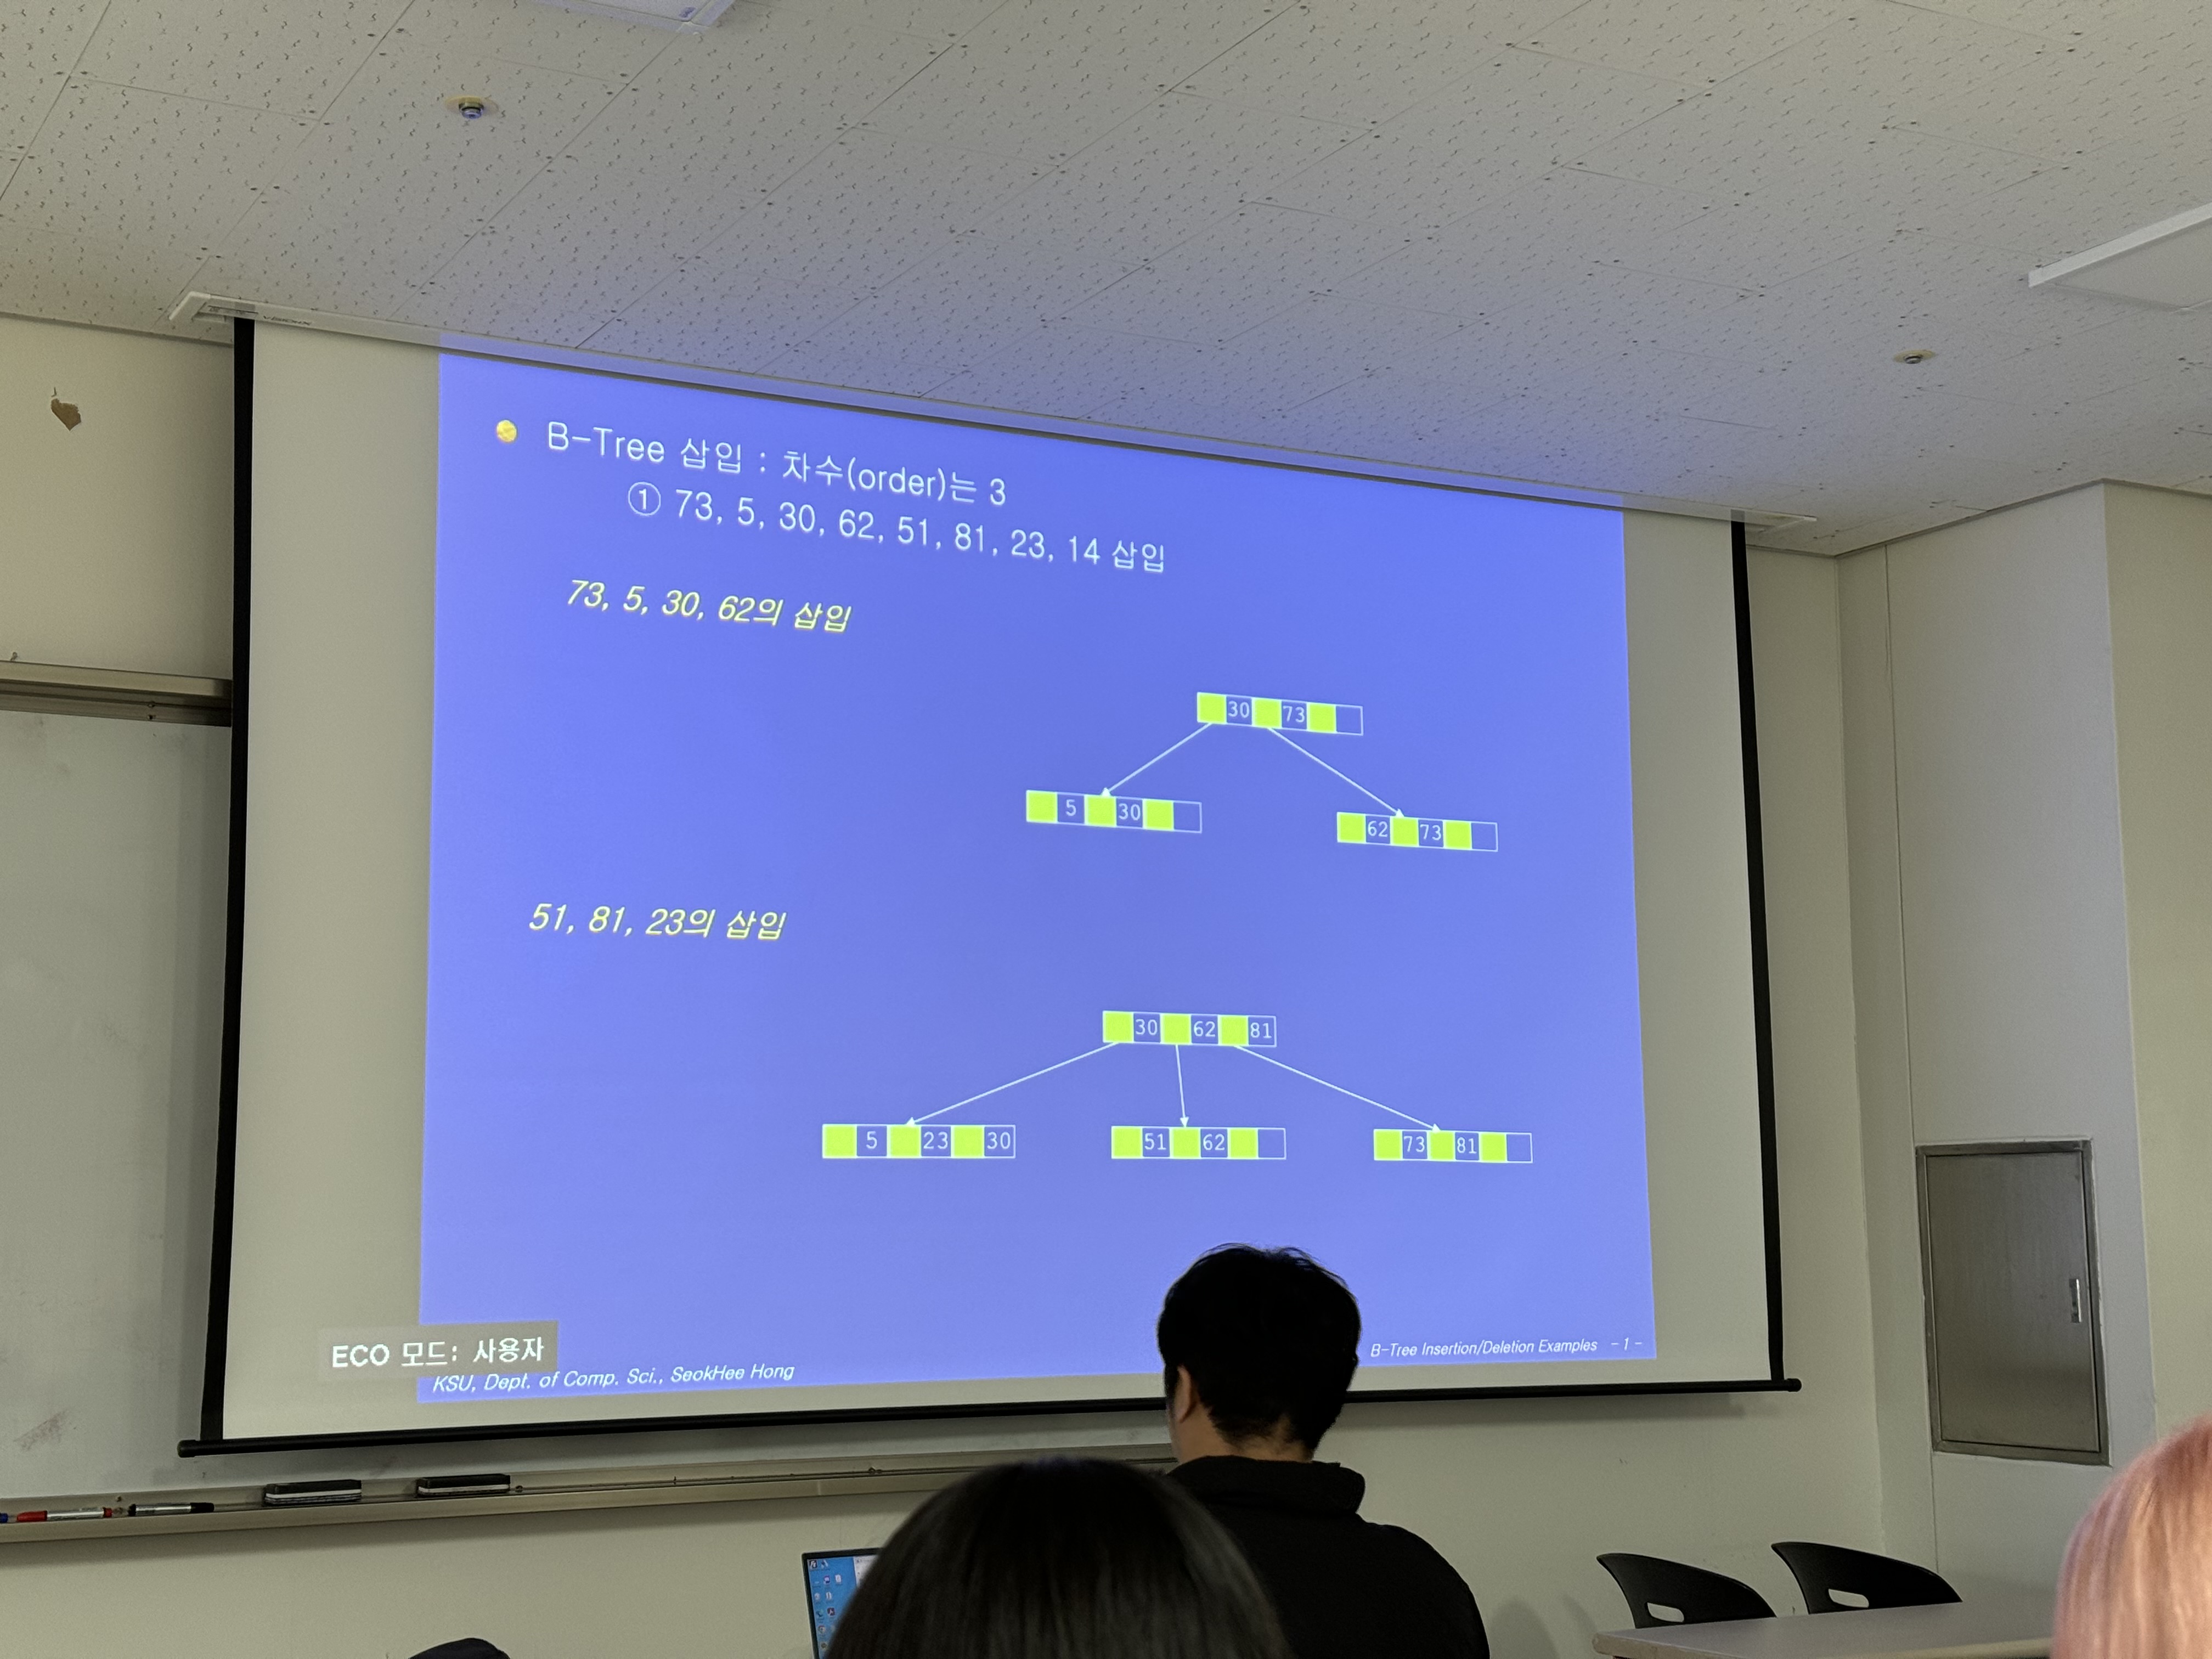 B-Tree 삽입 : 차수(order)는 3
① 73, 5, 30, 62, 51, 81, 23, 14 삽입
73, 5, 30, 62의 삽입
30 73
5 30
62 73
51, 81, 23의 삽입
30 62 81
5 23 30
51 62
73 81
ECO 모드: 사용자
KSU, Dept. of Comp. Sci., SeokHee Hong
B-Tree Insertion/Deletion Examples - 1 -